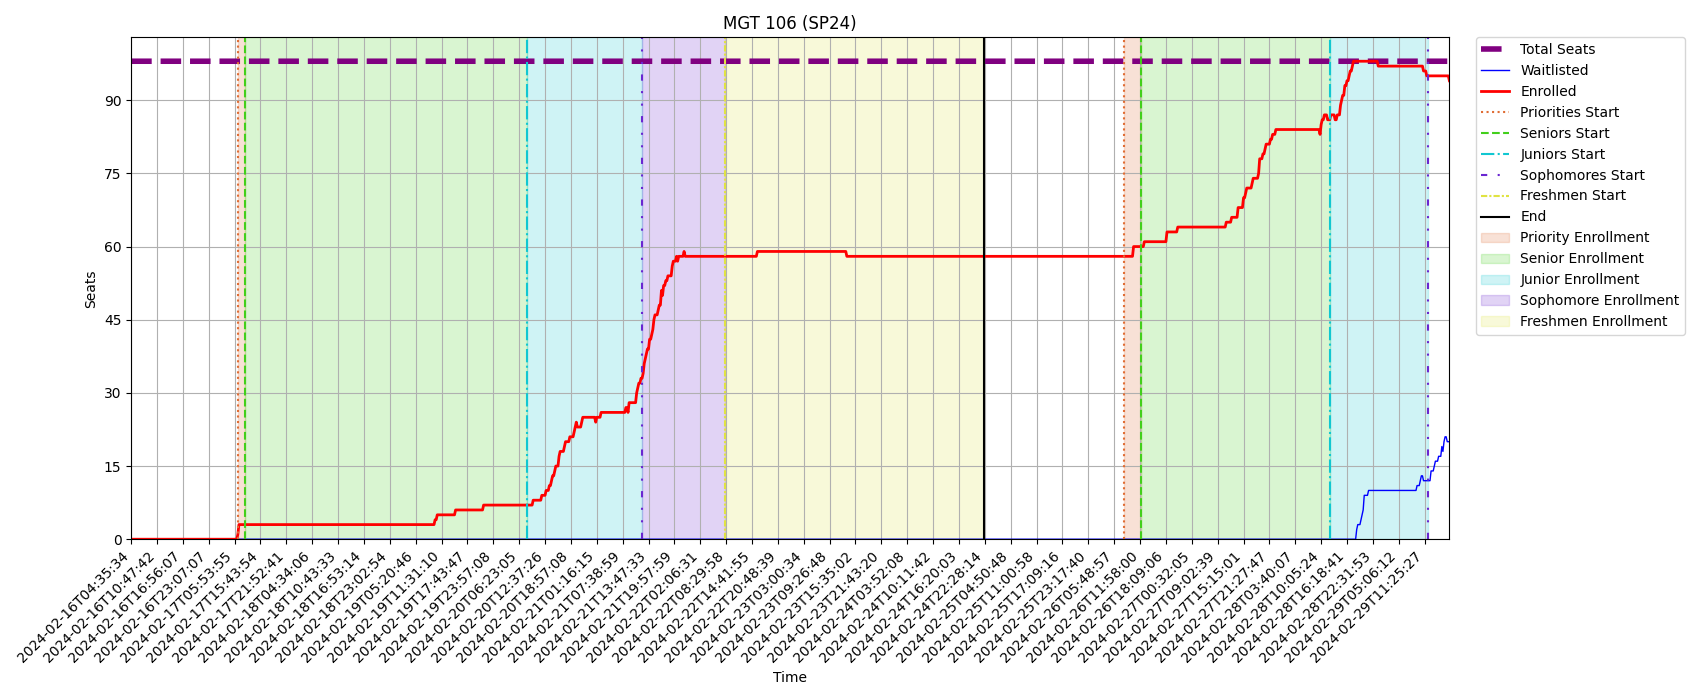 MGT 106 (SP24)
Seats
90
75
60
45
30
15
0
2024-02-16T04:35:34
2024-02-16T10:47:42
2024-02-16T16:56:07
2024-02-16T23:07:07
2024-02-17T05:53:55
2024-02-17T15:43:54
2024-02-17T21:52:41
2024-02-18T04:34:06
2024-02-18T10:43:33
2024-02-18T16:53:14
2024-02-18T23:02:54
2024-02-19T05:20:46
2024-02-19T11:31:10
2024-02-19T17:43:47
2024-02-19T23:57:08
2024-02-20T06:23:05
2024-02-20T12:37:26
2024-02-20T18:57:08
2024-02-21T01:16:15
2024-02-21T07:38:59
2024-02-21T13:47:33
2024-02-21T19:57:59
2024-02-22T02:06:31
2024-02-22T08:29:58
2024-02-22T14:41:55
2024-02-22T20:48:39
2024-02-23T03:00:34
2024-02-23T09:26:48
2024-02-23T15:35:02
2024-02-23T21:43:20
2024-02-24T03:52:08
2024-02-24T10:11:42
2024-02-24T16:20:03
2024-02-24T22:28:14
2024-02-25T04:50:48
2024-02-25T11:00:58
2024-02-25T17:09:16
2024-02-25T23:17:40
2024-02-26T05:48:57
2024-02-26T11:58:00
2024-02-26T18:09:06
2024-02-27T00:32:05
2024-02-27T09:02:39
2024-02-27T15:15:01
2024-02-27T21:27:47
2024-02-28T03:40:07
2024-02-28T10:05:24
2024-02-28T16:18:41
2024-02-28T22:31:53
2024-02-29T05:06:12
2024-02-29T11:25:27
Time
Total Seats
Waitlisted
Enrolled
Priorities Start
Seniors Start
Juniors Start
Sophomores Start
Freshmen Start
End
Priority Enrollment
Senior Enrollment
Junior Enrollment
Sophomore Enrollment
Freshmen Enrollment